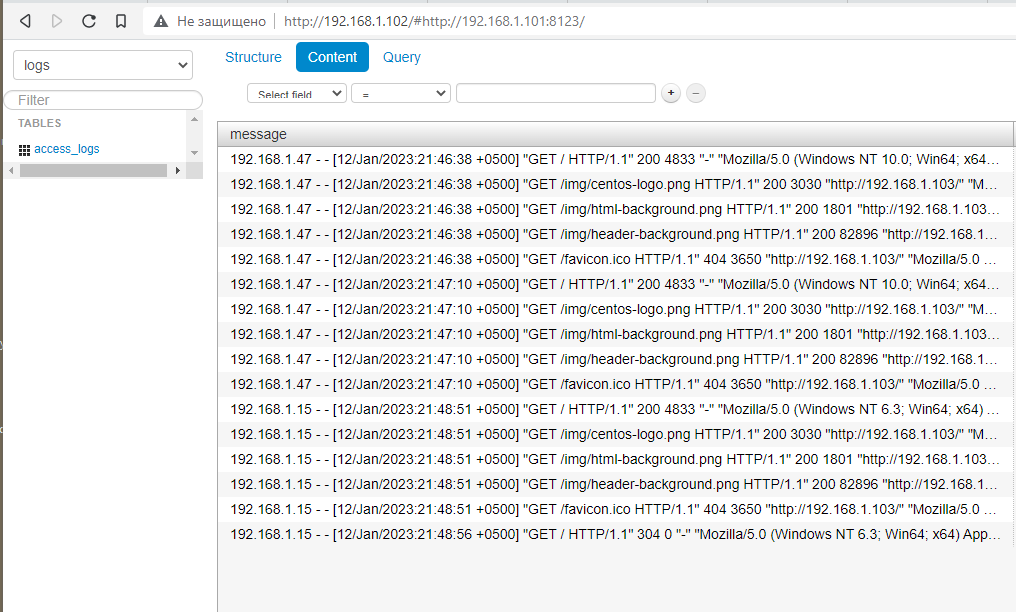 Не защищено http://192.168.1.102/#http://192.168.1.101:8123/
logs
Structure Content Query
Select field = + −
Filter
TABLES
access_logs
message
192.168.1.47 - - [12/Jan/2023:21:46:38 +0500] "GET / HTTP/1.1" 200 4833 "-" "Mozilla/5.0 (Windows NT 10.0; Win64; x64...
192.168.1.47 - - [12/Jan/2023:21:46:38 +0500] "GET /img/centos-logo.png HTTP/1.1" 200 3030 "http://192.168.1.103/" "M...
192.168.1.47 - - [12/Jan/2023:21:46:38 +0500] "GET /img/html-background.png HTTP/1.1" 200 1801 "http://192.168.1.103...
192.168.1.47 - - [12/Jan/2023:21:46:38 +0500] "GET /img/header-background.png HTTP/1.1" 200 82896 "http://192.168.1...
192.168.1.47 - - [12/Jan/2023:21:46:38 +0500] "GET /favicon.ico HTTP/1.1" 404 3650 "http://192.168.1.103/" "Mozilla/5.0 ...
192.168.1.47 - - [12/Jan/2023:21:47:10 +0500] "GET / HTTP/1.1" 200 4833 "-" "Mozilla/5.0 (Windows NT 10.0; Win64; x64...
192.168.1.47 - - [12/Jan/2023:21:47:10 +0500] "GET /img/centos-logo.png HTTP/1.1" 200 3030 "http://192.168.1.103/" "M...
192.168.1.47 - - [12/Jan/2023:21:47:10 +0500] "GET /img/html-background.png HTTP/1.1" 200 1801 "http://192.168.1.103...
192.168.1.47 - - [12/Jan/2023:21:47:10 +0500] "GET /img/header-background.png HTTP/1.1" 200 82896 "http://192.168.1...
192.168.1.47 - - [12/Jan/2023:21:47:10 +0500] "GET /favicon.ico HTTP/1.1" 404 3650 "http://192.168.1.103/" "Mozilla/5.0 ...
192.168.1.15 - - [12/Jan/2023:21:48:51 +0500] "GET / HTTP/1.1" 200 4833 "-" "Mozilla/5.0 (Windows NT 6.3; Win64; x64) ...
192.168.1.15 - - [12/Jan/2023:21:48:51 +0500] "GET /img/centos-logo.png HTTP/1.1" 200 3030 "http://192.168.1.103/" "M...
192.168.1.15 - - [12/Jan/2023:21:48:51 +0500] "GET /img/html-background.png HTTP/1.1" 200 1801 "http://192.168.1.103...
192.168.1.15 - - [12/Jan/2023:21:48:51 +0500] "GET /img/header-background.png HTTP/1.1" 200 82896 "http://192.168.1...
192.168.1.15 - - [12/Jan/2023:21:48:51 +0500] "GET /favicon.ico HTTP/1.1" 404 3650 "http://192.168.1.103/" "Mozilla/5.0 ...
192.168.1.15 - - [12/Jan/2023:21:48:56 +0500] "GET / HTTP/1.1" 304 0 "-" "Mozilla/5.0 (Windows NT 6.3; Win64; x64) App...